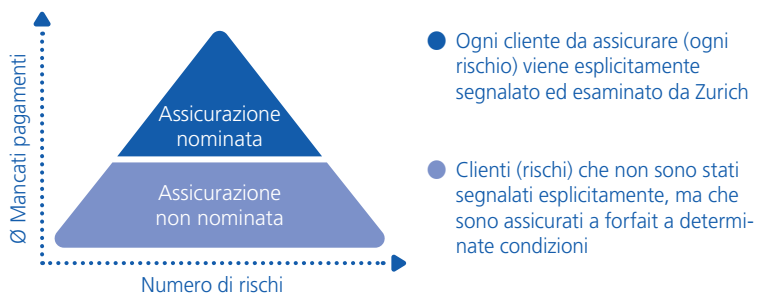 Ø Mancati pagamenti
Assicurazione
nominata
Assicurazione
non nominata
Numero di rischi
Ogni cliente da assicurare (ogni
rischio) viene esplicitamente
segnalato ed esaminato da Zurich
Clienti (rischi) che non sono stati
segnalati esplicitamente, ma che
sono assicurati a forfait a determi-
nate condizioni